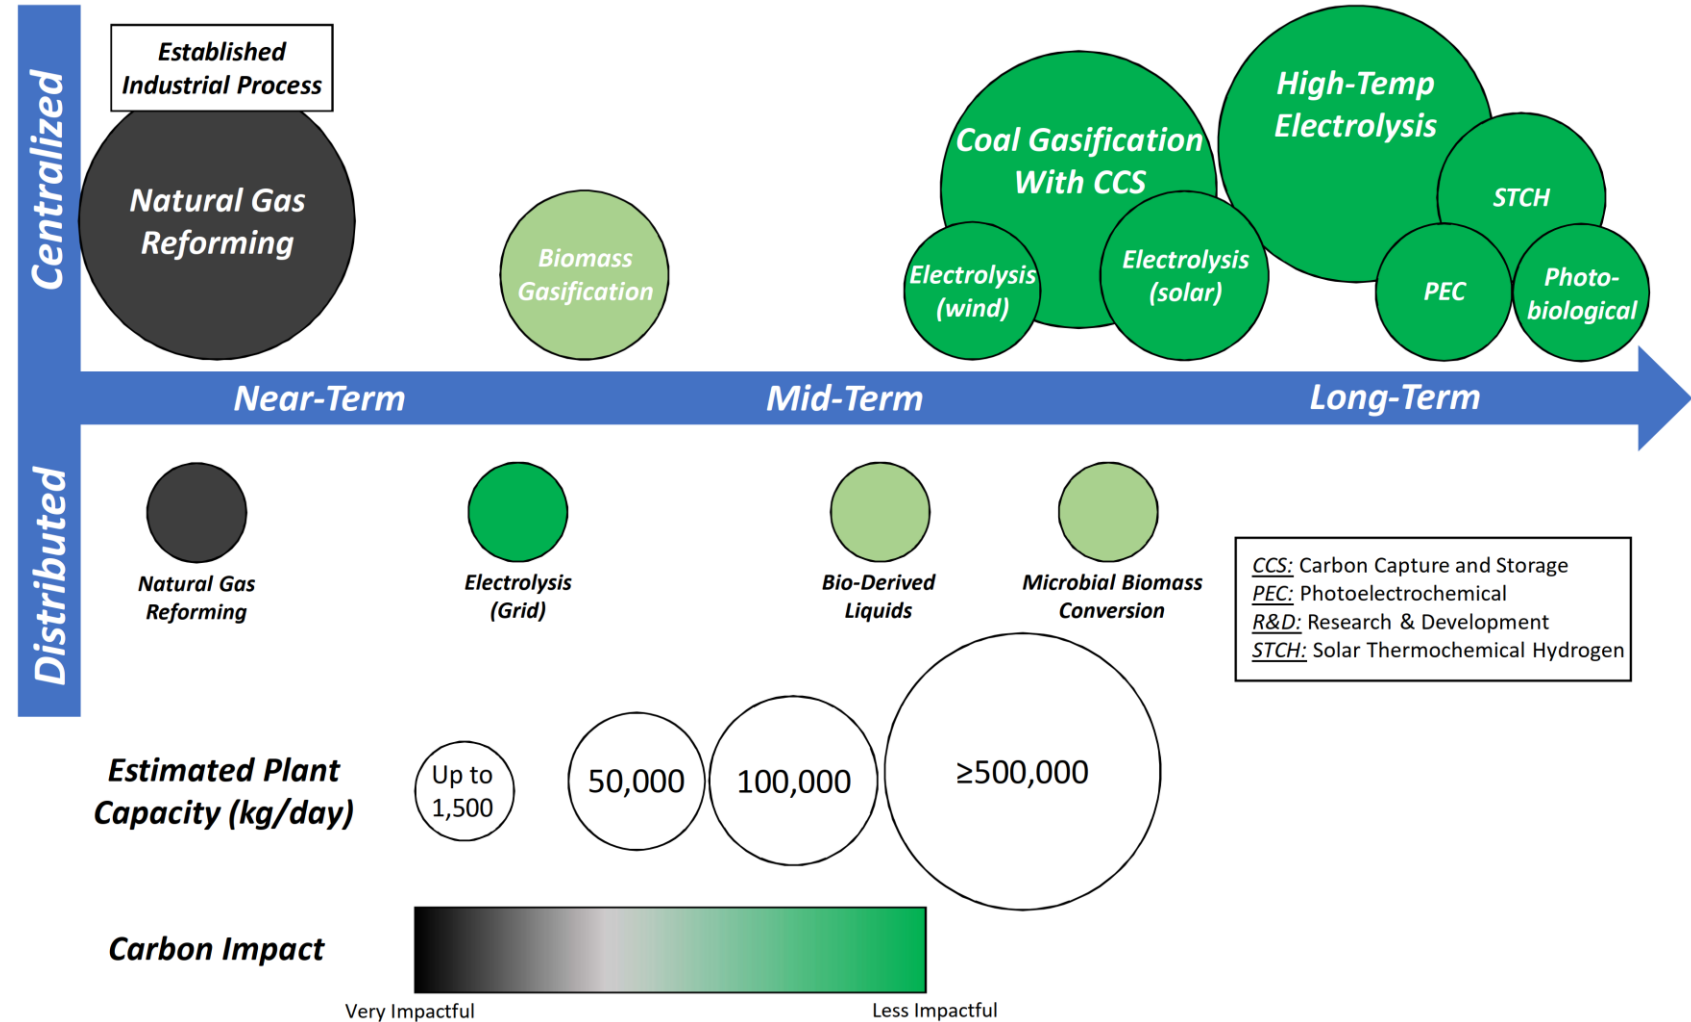 Centralized
Established
Industrial Process
Natural Gas
Reforming
Biomass
Gasification
Coal Gasification
With CCS
Electrolysis
(wind)
Electrolysis
(solar)
High-Temp
Electrolysis
STCH
PEC
Photo-
biological
Near-Term
Mid-Term
Long-Term
Distributed
Natural Gas
Reforming
Electrolysis
(Grid)
Bio-Derived
Liquids
Microbial Biomass
Conversion
CCS: Carbon Capture and Storage
PEC: Photoelectrochemical
R&D: Research & Development
STCH: Solar Thermochemical Hydrogen
Estimated Plant
Capacity (kg/day)
Up to
1,500
50,000
100,000
≥500,000
Carbon Impact
Very Impactful
Less Impactful